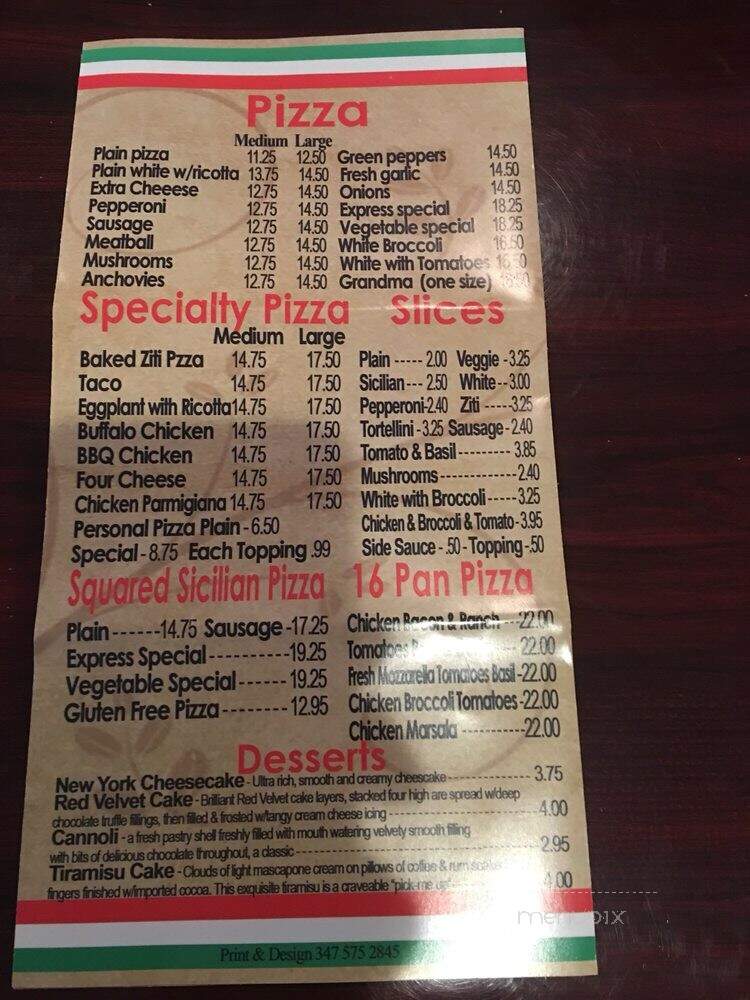 Pizza
Medium Large
Plain pizza 11.25 12.50
Plain white w/ricotta 13.75 14.50
Extra Cheeese 12.75 14.50
Pepperoni 12.75 14.50
Sausage 12.75 14.50
Meatball 12.75 14.50
Mushrooms 12.75 14.50
Anchovies 12.75 14.50
Green peppers 14.50
Fresh garlic 14.50
Onions 14.50
Express special 18.25
Vegetable special 18.25
White Broccoli 16.50
White with Tomatoes
Grandma (one size)
Specialty Pizza
Medium Large
Baked Ziti Pzza 14.75 17.50
Taco 14.75 17.50
Eggplant with Ricotta 14.75 17.50
Buffalo Chicken 14.75 17.50
BBQ Chicken 14.75 17.50
Four Cheese 14.75 17.50
Chicken Parmigiana 14.75 17.50
Personal Pizza Plain - 6.50
Special - 8.75 Each Topping .99
Slices
Plain ----- 2.00 Veggie - 3.25
Sicilian --- 2.50 White -- 3.00
Pepperoni-2.40 Ziti -----3.25
Tortellini - 3.25 Sausage - 2.40
Tomato & Basil ---------- 3.85
Mushrooms ---------------2.40
White with Broccoli ------3.25
Chicken & Broccoli & Tomato - 3.95
Side Sauce - .50 - Topping -.50
Squared Sicilian Pizza
Plain -------14.75 Sausage -17.25
Express Special -----------19.25
Vegetable Special ------- 19.25
Gluten Free Pizza --------- 12.95
16 Pan Pizza
Chicken Bacon & Ranch ---22.00
Tomatoes 22.00
Fresh Mozzarella Tomatoes Basil -22.00
Chicken Broccoli Tomatoes -22.00
Chicken Marsala -----------22.00
Desserts
New York Cheesecake - Ultra rich, smooth and creamy cheescake ------------- 3.75
Red Velvet Cake - Brilliant Red Velvet cake layers, stacked four high are spread w/deep
chocolate truffle fillings, then filled & frosted w/tangy cream cheese icing ---------------------- 4.00
Cannoli - a fresh pastry shell freshly filled with mouth watering velvety smooth filling
with bits of delicious chocolate throughout, a classic ---------------------------------- 2.95
Tiramisu Cake - Clouds of light mascapone cream on pillows of coffee & rum soaked
fingers finished w/imported cocoa. This exquisite tiramisu is a craveable "pick-me up" 4.00
Print & Design 347 575 2845